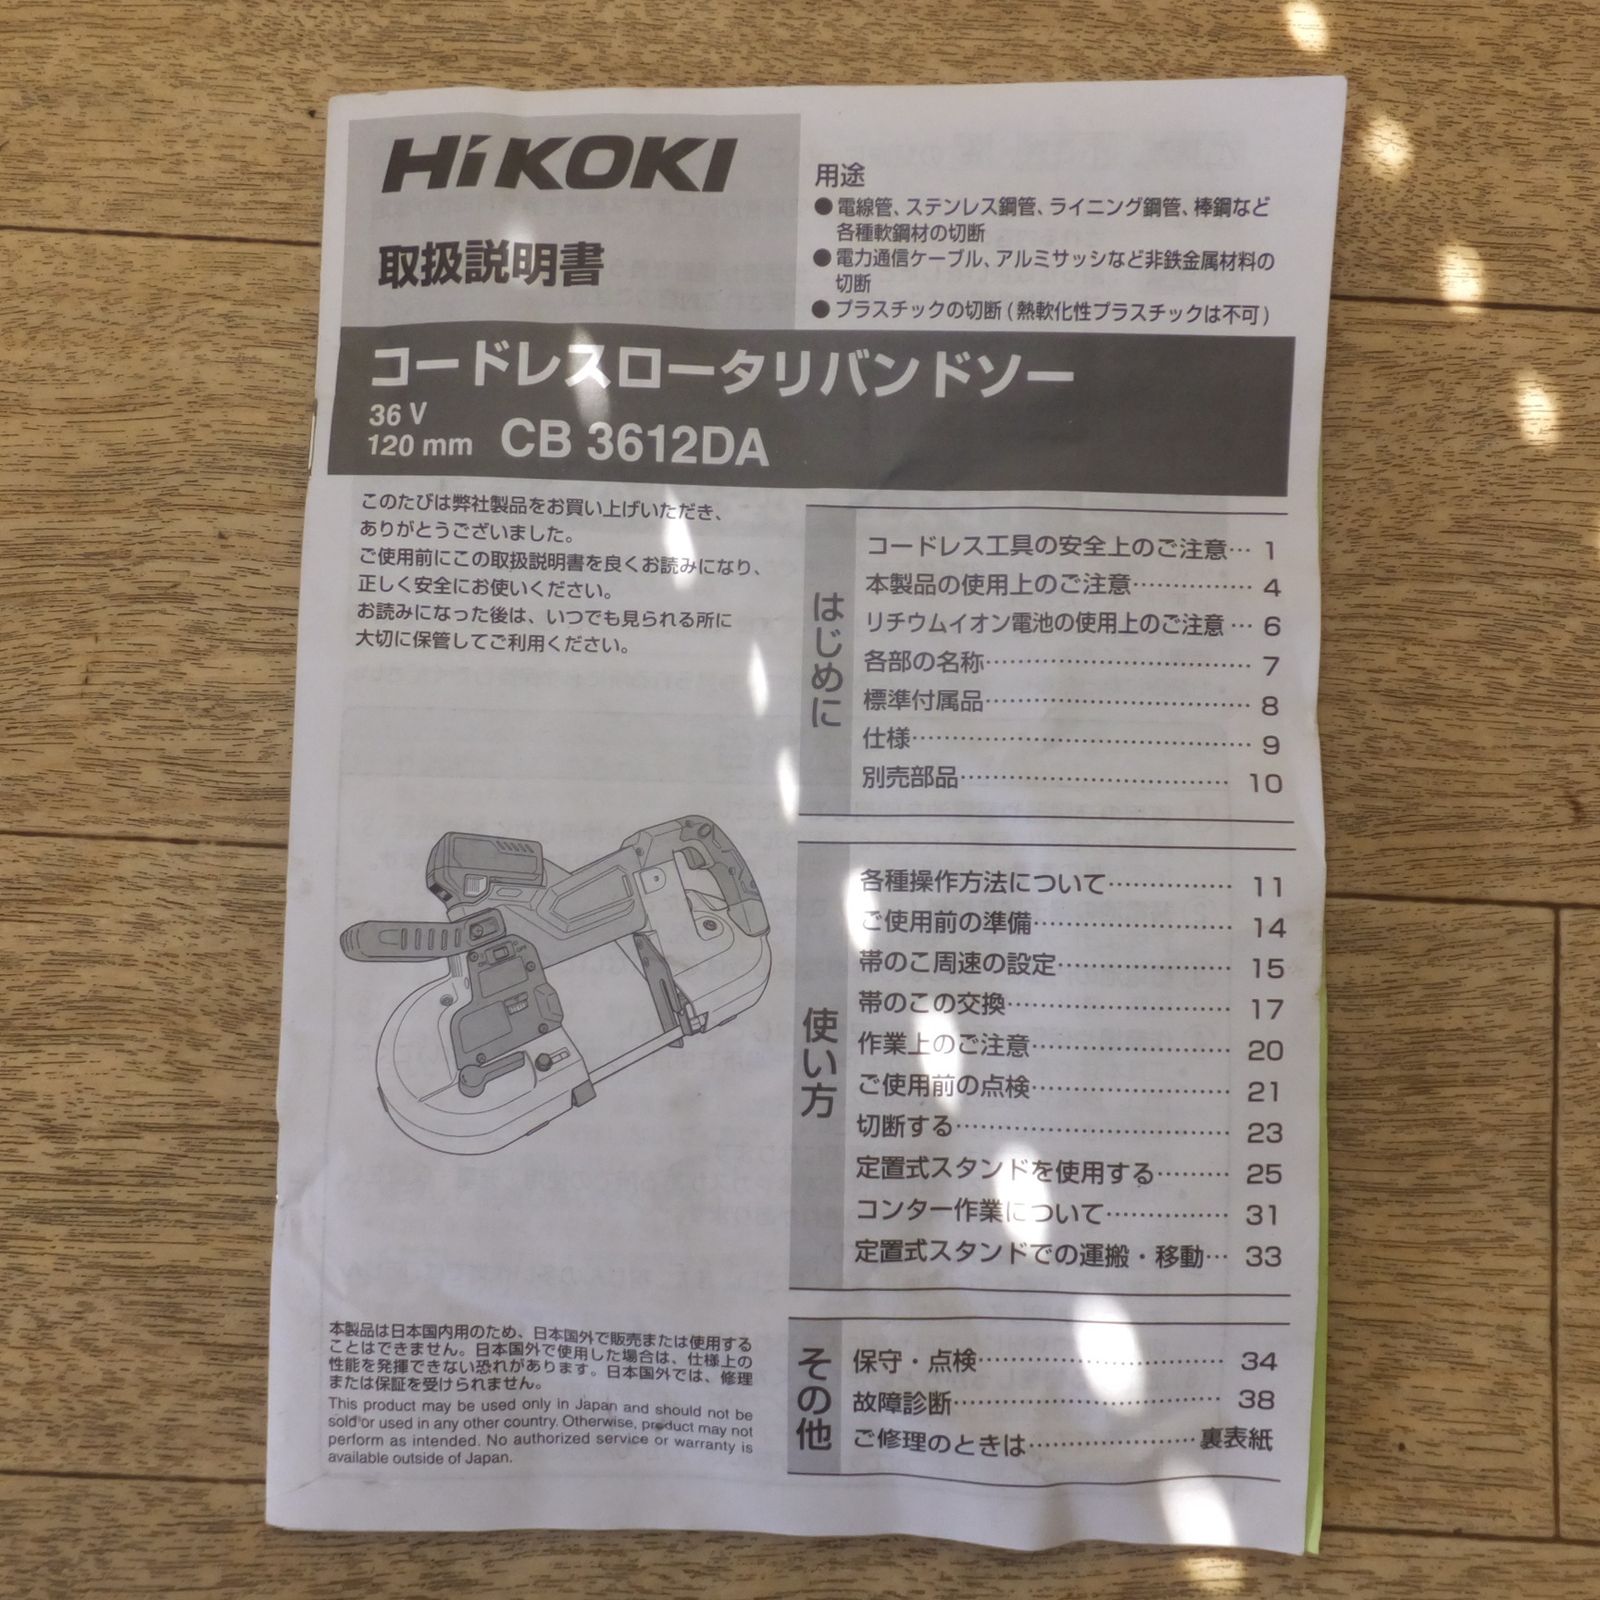 HiKOKI
取扱説明書
用途
● 電線管、ステンレス鋼管、ライニング鋼管、棒鋼など
各種軟鋼材の切断
● 電力通信ケーブル、アルミサッシなど非鉄金属材料の
切断
● プラスチックの切断 (熱軟化性プラスチックは不可)
コードレスロータリバンドソー
36 V
120 mm CB 3612DA
このたびは弊社製品をお買い上げいただき、
ありがとうございました。
ご使用前にこの取扱説明書を良くお読みになり、
正しく安全にお使いください。
お読みになった後は、いつでも見られる所に
大切に保管してご利用ください。
はじめに
コードレス工具の安全上のご注意… 1
本製品の使用上のご注意…………… 4
リチウムイオン電池の使用上のご注意… 6
各部の名称…………………………… 7
標準付属品…………………………… 8
仕様…………………………………… 9
別売部品……………………………… 10
使い方
各種操作方法について…………… 11
ご使用前の準備…………………… 14
帯のこ周速の設定………………… 15
帯のこの交換……………………… 17
作業上のご注意…………………… 20
ご使用前の点検…………………… 21
切断する…………………………… 23
定置式スタンドを使用する……… 25
コンター作業について…………… 31
定置式スタンドでの運搬・移動… 33
その他
保守・点検………………………… 34
故障診断…………………………… 38
ご修理のときは…………………裏表紙
本製品は日本国内用のため、日本国外で販売または使用する
ことはできません。日本国外で使用した場合は、仕様上の
性能を発揮できない恐れがあります。日本国外では、修理
または保証を受けられません。
This product may be used only in Japan and should not be
sold or used in any other country. Otherwise, product may not
perform as intended. No authorized service or warranty is
available outside of Japan.